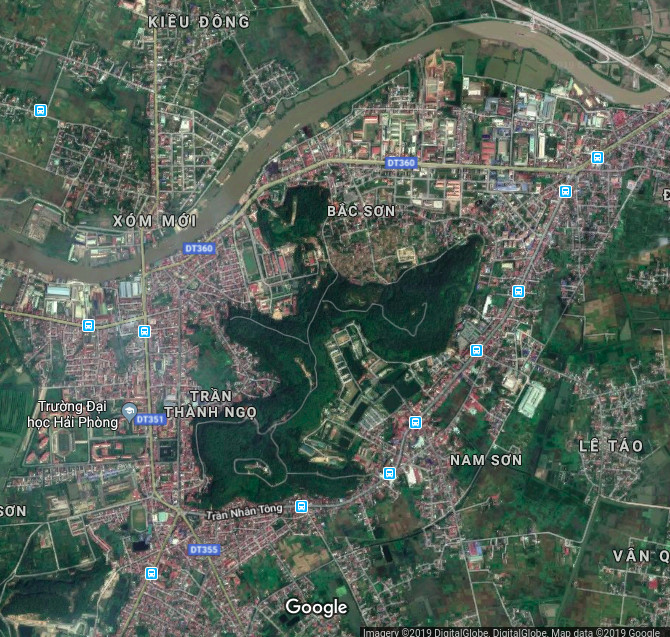 KIỀU ĐÔNG
DT360
XÓM MỚI
BẮC SƠN
DT360
TRẦN
THÀNH NGỌ
Trường Đại
học Hải Phòng
DT351
NAM SƠN
LÊ TẢO
SƠN
Trần Nhân Tông
DT355
VÂN Q
Google
Imagery ©2019 DigitalGlobe, DigitalGlobe, Map data ©2019 Google